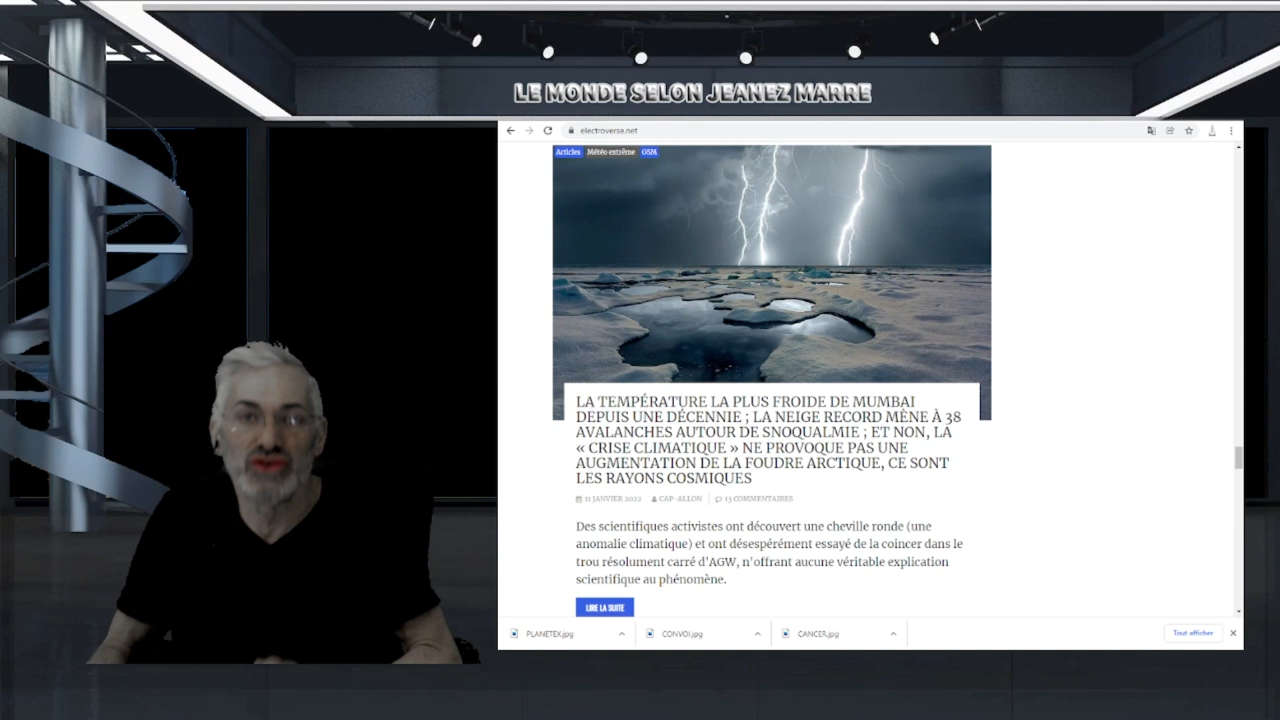 LE MONDE SELON JEANEZ MARRE
electroverse.net
Articles Météo extrême GSM
LA TEMPÉRATURE LA PLUS FROIDE DE MUMBAI
DEPUIS UNE DÉCENNIE ; LA NEIGE RECORD MÈNE À 38
AVALANCHES AUTOUR DE SNOQUALMIE ; ET NON, LA
« CRISE CLIMATIQUE » NE PROVOQUE PAS UNE
AUGMENTATION DE LA FOUDRE ARCTIQUE, CE SONT
LES RAYONS COSMIQUES
11 JANVIER 2022 CAP-ALLON 13 COMMENTAIRES
Des scientifiques activistes ont découvert une cheville ronde (une
anomalie climatique) et ont désespérément essayé de la coincer dans le
trou résolument carré d'AGW, n'offrant aucune véritable explication
scientifique au phénomène.
LIRE LA SUITE
PLANETEX.jpg CONVOI.jpg CANCER.jpg Tout afficher